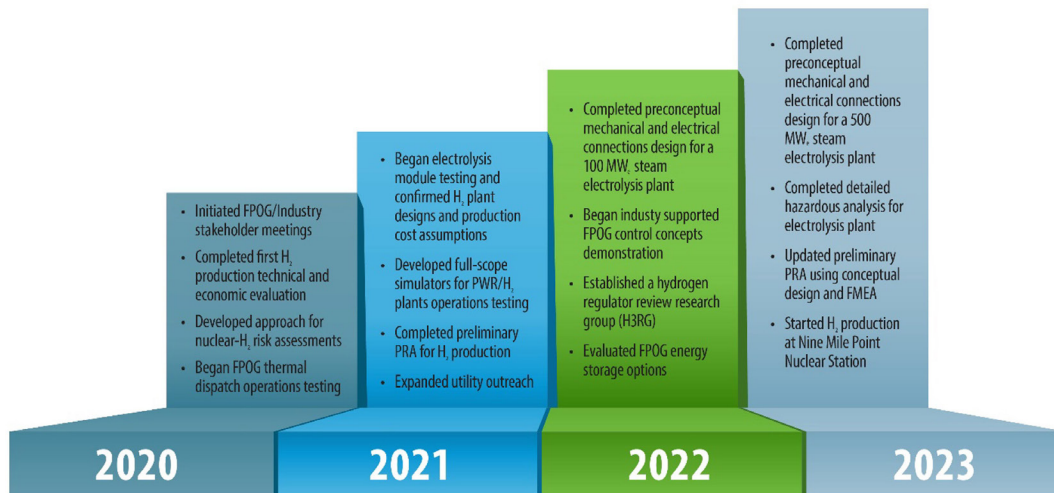 • Initiated FPOG/Industry
stakeholder meetings
• Completed first H₂
production technical and
economic evaluation
• Developed approach for
nuclear-H₂ risk assessments
• Began FPOG thermal
dispatch operations testing
2020
• Began electrolysis
module testing and
confirmed H₂ plant
designs and production
cost assumptions
• Developed full-scope
simulators for PWR/H₂
plants operations testing
• Completed preliminary
PRA for H₂ production
• Expanded utility outreach
2021
• Completed preconceptual
mechanical and electrical
connections design for a
100 MWₑ steam
electrolysis plant
• Began industy supported
FPOG control concepts
demonstration
• Established a hydrogen
regulator review research
group (H3RG)
• Evaluated FPOG energy
storage options
2022
• Completed
preconceptual
mechanical and
electrical connections
design for a 500
MWₑ steam
electrolysis plant
• Completed detailed
hazardous analysis for
electrolysis plant
• Updated preliminary
PRA using conceptual
design and FMEA
• Started H₂ production
at Nine Mile Point
Nuclear Station
2023